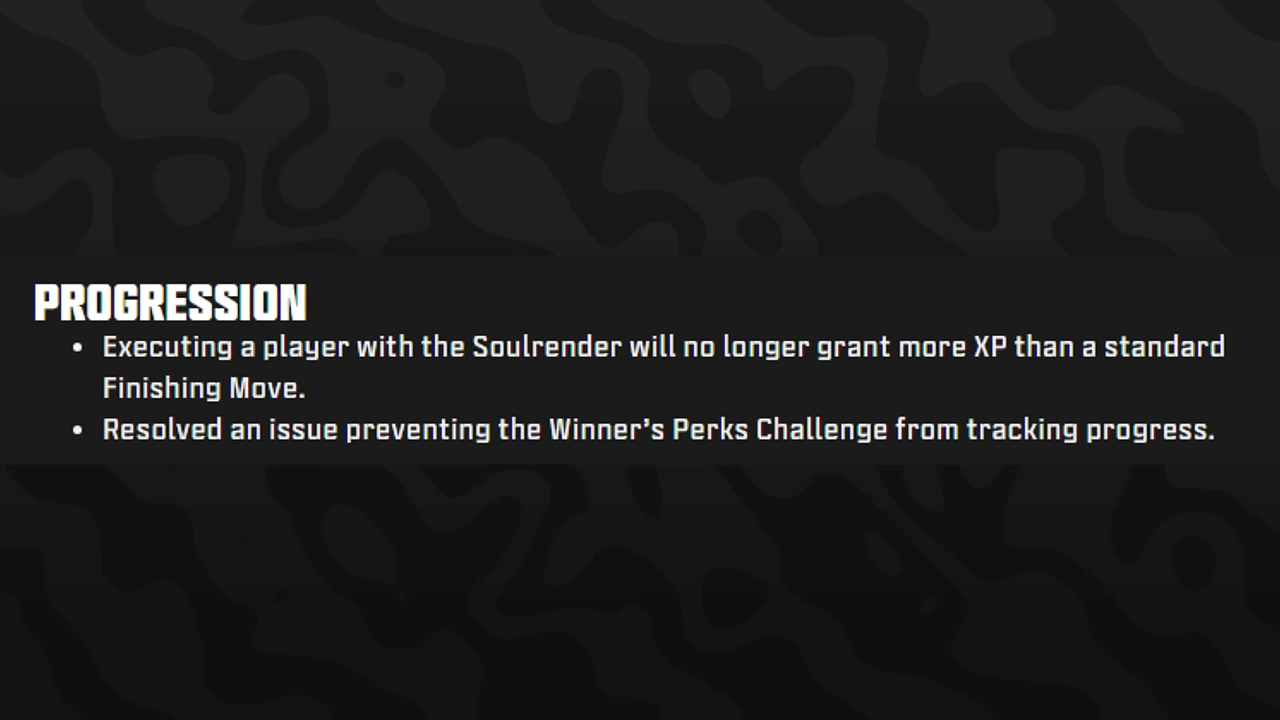 PROGRESSION
• Executing a player with the Soulrender will no longer grant more XP than a standard
Finishing Move.
• Resolved an issue preventing the Winner’s Perks Challenge from tracking progress.